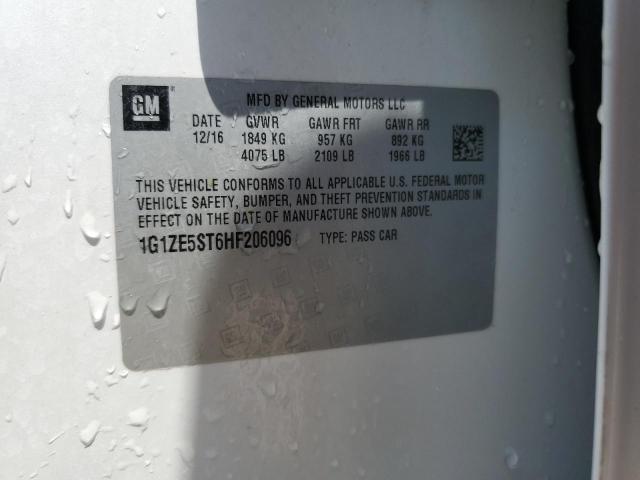 GM ® MFD BY GENERAL MOTORS LLC
DATE GVWR GAWR FRT GAWR RR
12/16 1849 KG 957 KG 892 KG
4075 LB 2109 LB 1966 LB
THIS VEHICLE CONFORMS TO ALL APPLICABLE U.S. FEDERAL MOTOR
VEHICLE SAFETY, BUMPER, AND THEFT PREVENTION STANDARDS IN
EFFECT ON THE DATE OF MANUFACTURE SHOWN ABOVE.
1G1ZE5ST6HF206096 TYPE: PASS CAR